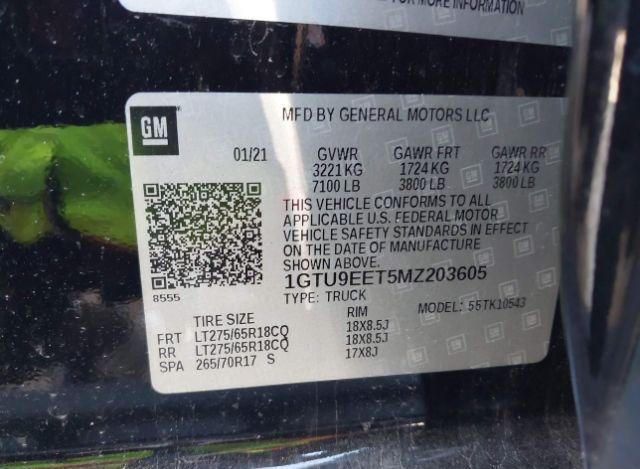 FOR MORE INFORMATION
GM
MFD BY GENERAL MOTORS LLC
01/21 GVWR GAWR FRT GAWR RR
3221 KG 1724 KG 1724 KG
7100 LB 3800 LB 3800 LB
THIS VEHICLE CONFORMS TO ALL
APPLICABLE U.S. FEDERAL MOTOR
VEHICLE SAFETY STANDARDS IN EFFECT
ON THE DATE OF MANUFACTURE
SHOWN ABOVE.
8555
1GTU9EET5MZ203605
TYPE: TRUCK MODEL: 55TK10543
TIRE SIZE RIM
FRT LT275/65R18CQ 18X8.5J
RR LT275/65R18CQ 18X8.5J
SPA 265/70R17 S 17X8J